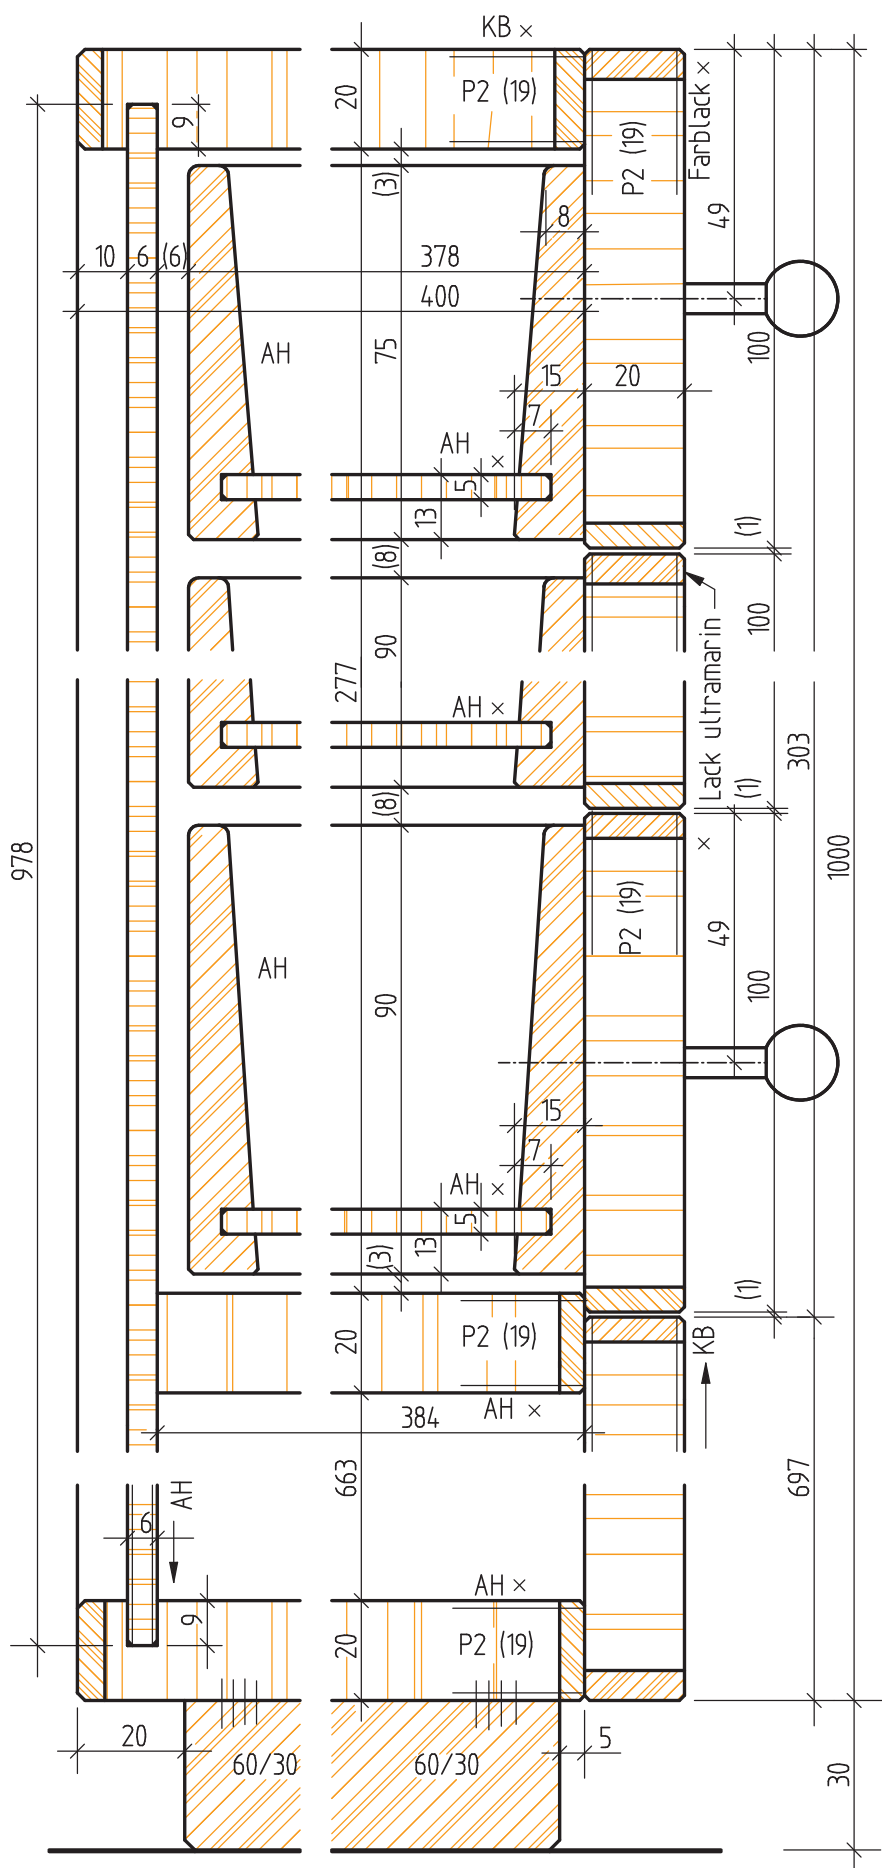 KB ×
20
P2 (19)
9
(3)
P2 (19)
Farblack ×
49
8
10
6
(6)
378
400
75
100
AH
15
20
7
AH
×
5
13
(1)
(8)
90
277
100
Lack ultramarin
AH ×
303
(1)
(8)
×
978
1000
P2 (19)
49
AH
90
100
15
7
AH ×
5
13
(3)
(1)
20
P2 (19)
KB
AH ×
384
663
697
AH
6
AH ×
9
20
P2 (19)
20
5
60/30
60/30
30